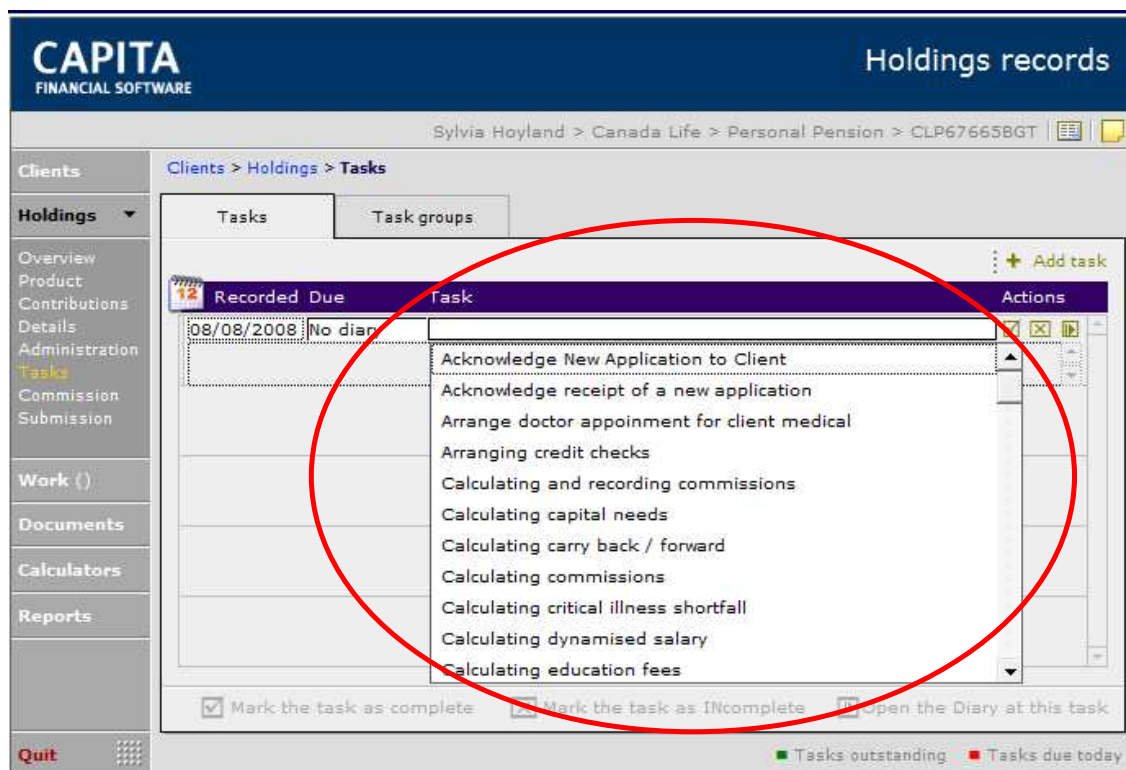 CAPITA
FINANCIAL SOFTWARE
Holdings records
Sylvia Hoyland > Canada Life > Personal Pension > CLP67665BGT
Clients
Clients > Holdings > Tasks
Holdings
Tasks
Task groups
Overview
Product
Contributions
Details
Administration
Tasks
Commission
Submission
Work ()
Documents
Calculators
Reports
Quit
+ Add task
12
Recorded Due Task Actions
08/08/2008 No diary
Acknowledge New Application to Client
Acknowledge receipt of a new application
Arrange doctor appoinment for client medical
Arranging credit checks
Calculating and recording commissions
Calculating capital needs
Calculating carry back / forward
Calculating commissions
Calculating critical illness shortfall
Calculating dynamised salary
Calculating education fees
Mark the task as complete
Mark the task as INcomplete
Open the Diary at this task
Tasks outstanding
Tasks due today